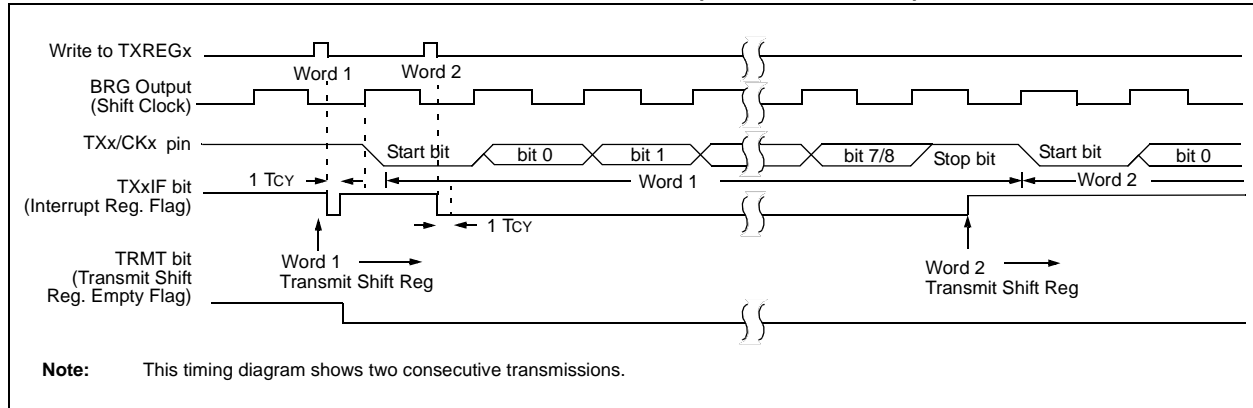 Write to TXREGx
Word 1
Word 2
BRG Output
(Shift Clock)
TXx/CKx pin
Start bit
bit 0
bit 1
bit 7/8
Stop bit
Start bit
bit 0
1 TCY
Word 1
Word 2
TXxIF bit
(Interrupt Reg. Flag)
1 TCY
TRMT bit
(Transmit Shift
Reg. Empty Flag)
Word 1
Transmit Shift Reg
Word 2
Transmit Shift Reg
Note: This timing diagram shows two consecutive transmissions.